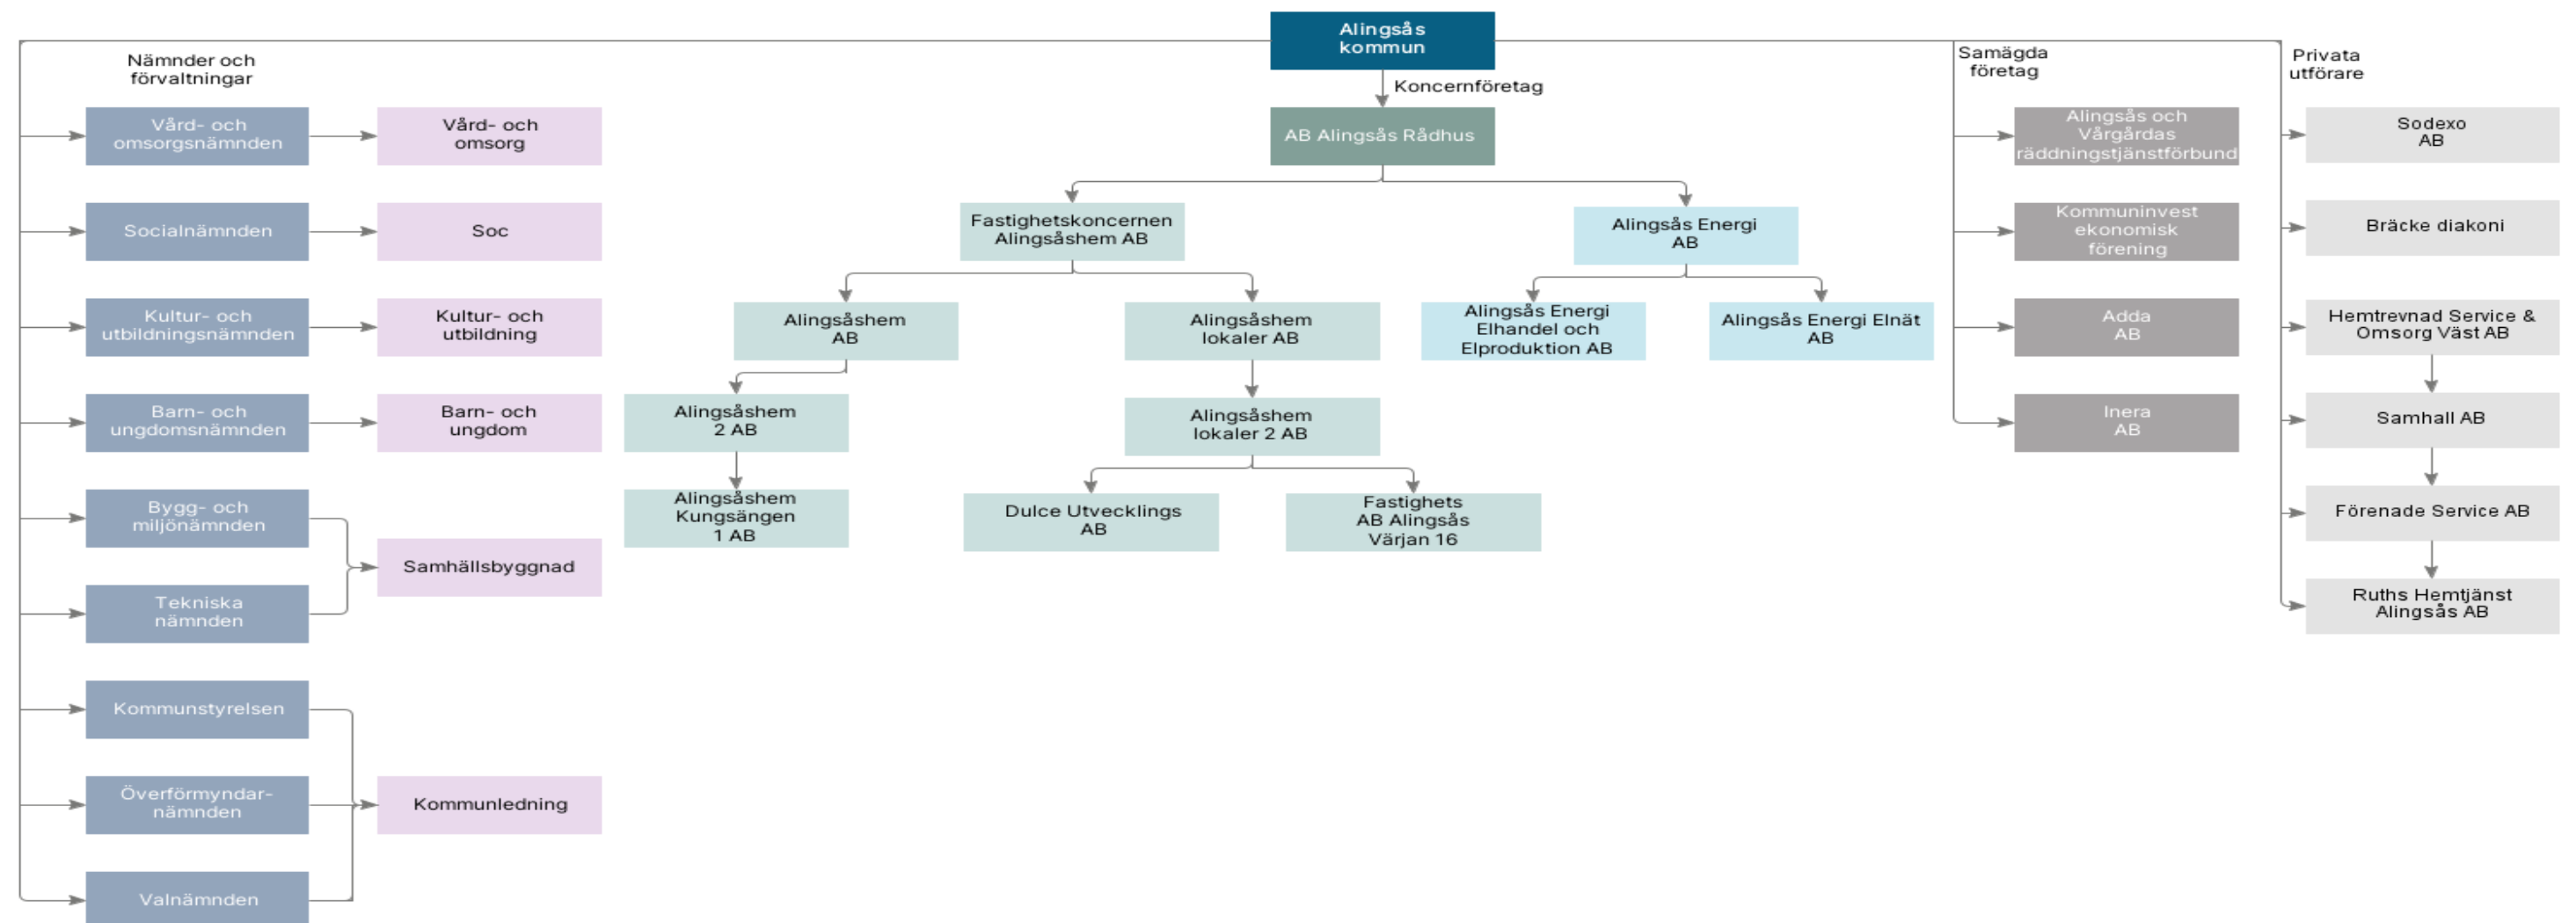 Alingsås
kommun
Nämnder och
förvaltningar
Vård- och
omsorgsnämnden
Vård- och
omsorg
Socialnämnden
Soc
Kultur- och
utbildningsnämnden
Kultur- och
utbildning
Barn- och
ungdomsnämnden
Barn- och
ungdom
Bygg- och
miljönämnden
Tekniska
nämnden
Samhällsbyggnad
Kommunstyrelsen
Överförmyndar-
nämnden
Valnämnden
Kommunledning
Koncernföretag
AB Alingsås Rådhus
Fastighetskoncernen
Alingsåshem AB
Alingsåshem
AB
Alingsåshem
2 AB
Alingsåshem
Kungsängen
1 AB
Alingsåshem
lokaler AB
Alingsåshem
lokaler 2 AB
Dulce Utvecklings
AB
Fastighets
AB Alingsås
Värjan 16
Alingsås Energi
AB
Alingsås Energi
Elhandel och
Elproduktion AB
Alingsås Energi Elnät
AB
Samägda
företag
Alingsås och
Vårgårdas
räddningstjänstförbund
Kommuninvest
ekonomisk
förening
Adda
AB
Inera
AB
Privata
utförare
Sodexo
AB
Bräcke diakoni
Hemtrevnad Service &
Omsorg Väst AB
Samhall AB
Förenade Service AB
Ruths Hemtjänst
Alingsås AB